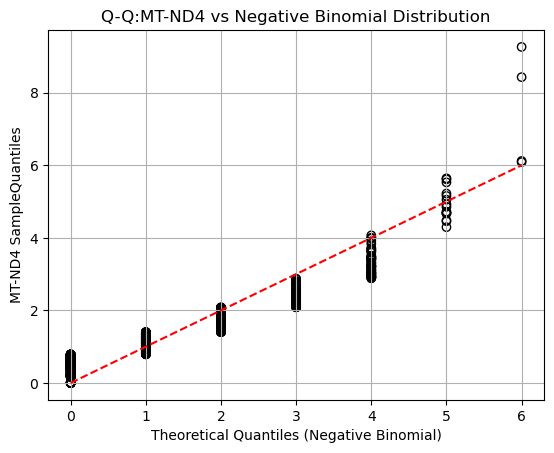 Q-Q:MT-ND4 vs Negative Binomial Distribution
MT-ND4 SampleQuantiles
8
6
4
2
0
0 1 2 3 4 5 6
Theoretical Quantiles (Negative Binomial)